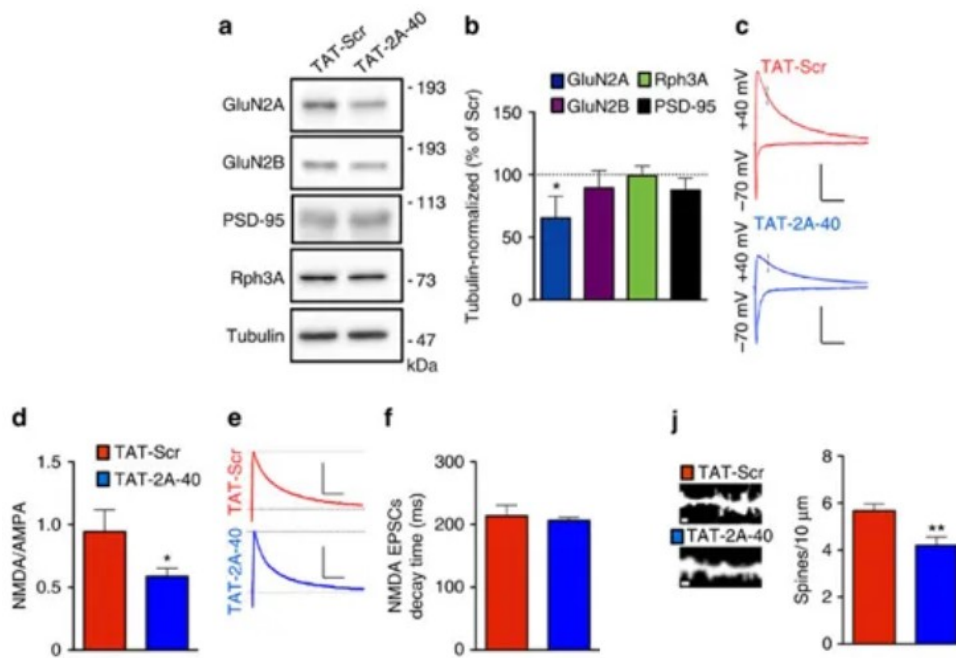 a
TAT-Scr
TAT-2A-40
GluN2A
- 193
GluN2B
- 193
PSD-95
- 113
Rph3A
- 73
Tubulin
- 47
kDa
b
GluN2A
Rph3A
GluN2B
PSD-95
Tubulin-normalized (% of Scr)
150
100
50
0
*
c
TAT-Scr
+40 mV
−70 mV
TAT-2A-40
+40 mV
−70 mV
d
TAT-Scr
TAT-2A-40
NMDA/AMPA
1.5
1.0
0.5
0
*
e
TAT-Scr
TAT-2A-40
f
NMDA EPSCs
decay time (ms)
300
200
100
0
j
TAT-Scr
TAT-2A-40
Spines/10 µm
8
6
4
2
0
**